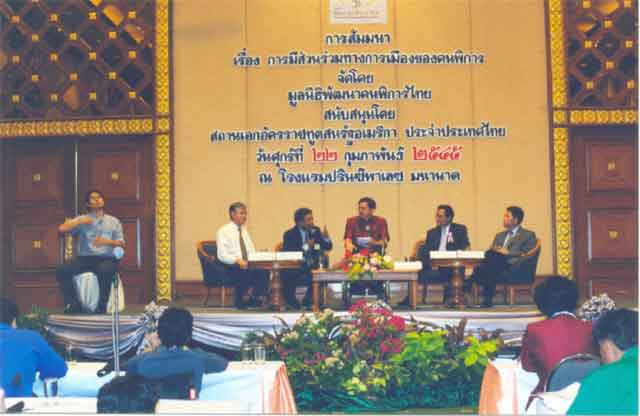 การสัมมนา
เรื่อง การมีส่วนร่วมทางการเมืองของคนพิการ
จัดโดย
มูลนิธิพัฒนาคนพิการไทย
สนับสนุนโดย
สถานเอกอัครราชทูตสหรัฐอเมริกา ประจำประเทศไทย
วันศุกร์ที่ ๒๒ กุมภาพันธ์ ๒๕๔๕
ณ โรงแรมปริ๊นซ์พาเลซ มหานาค